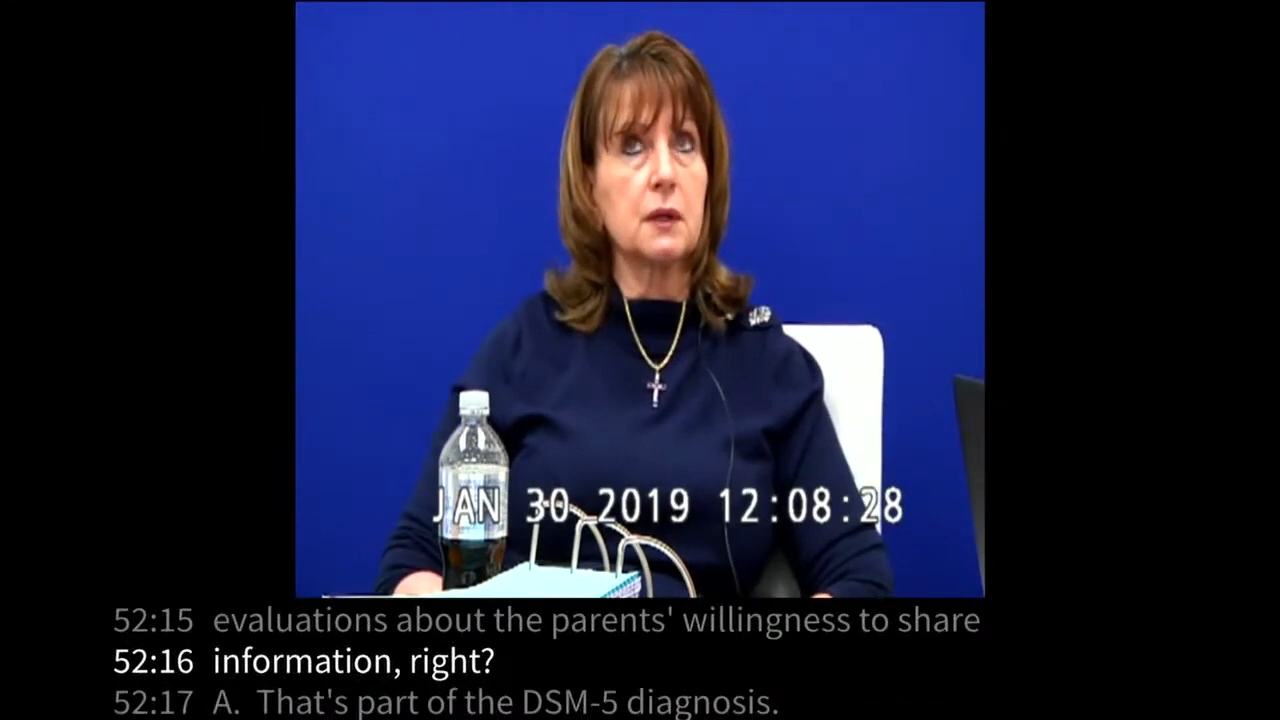 JAN 30 2019 12:08:28
52:15 evaluations about the parents' willingness to share
52:16 information, right?
52:17 A. That's part of the DSM-5 diagnosis.